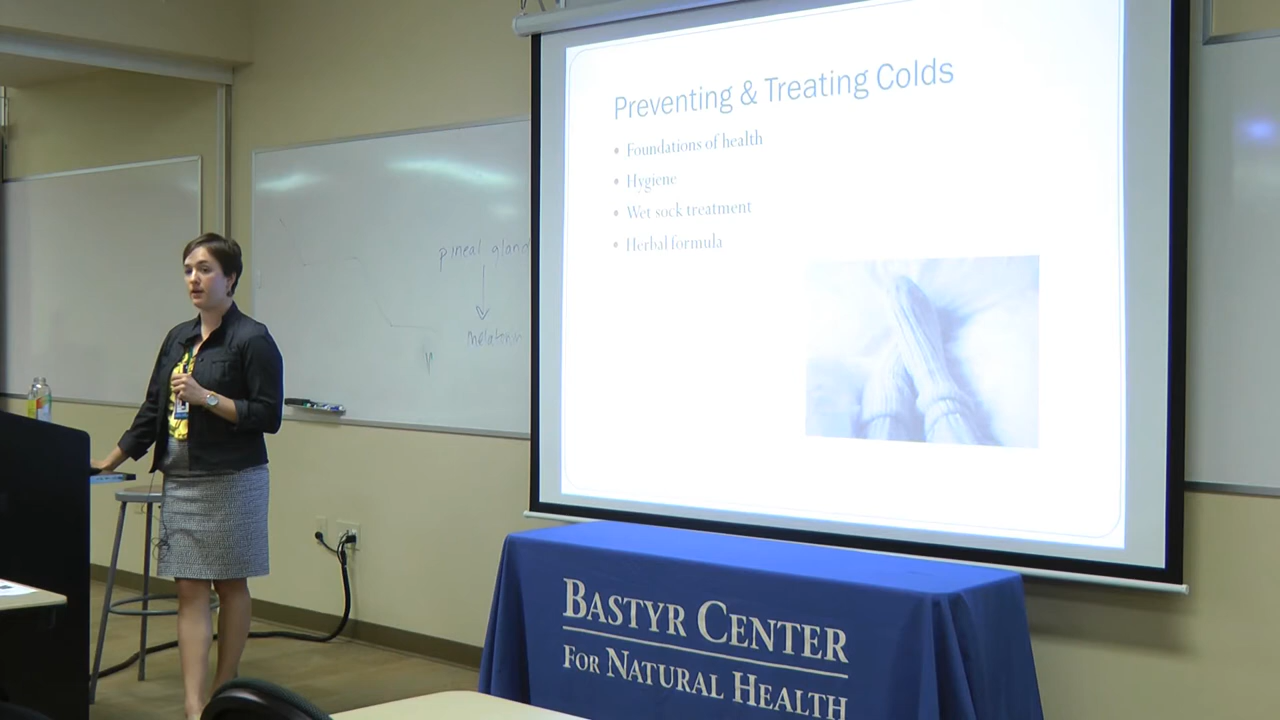 Preventing & Treating Colds
• Foundations of health
• Hygiene
• Wet sock treatment
• Herbal formula
pineal gland
melatonin
BASTYR CENTER
FOR NATURAL HEALTH